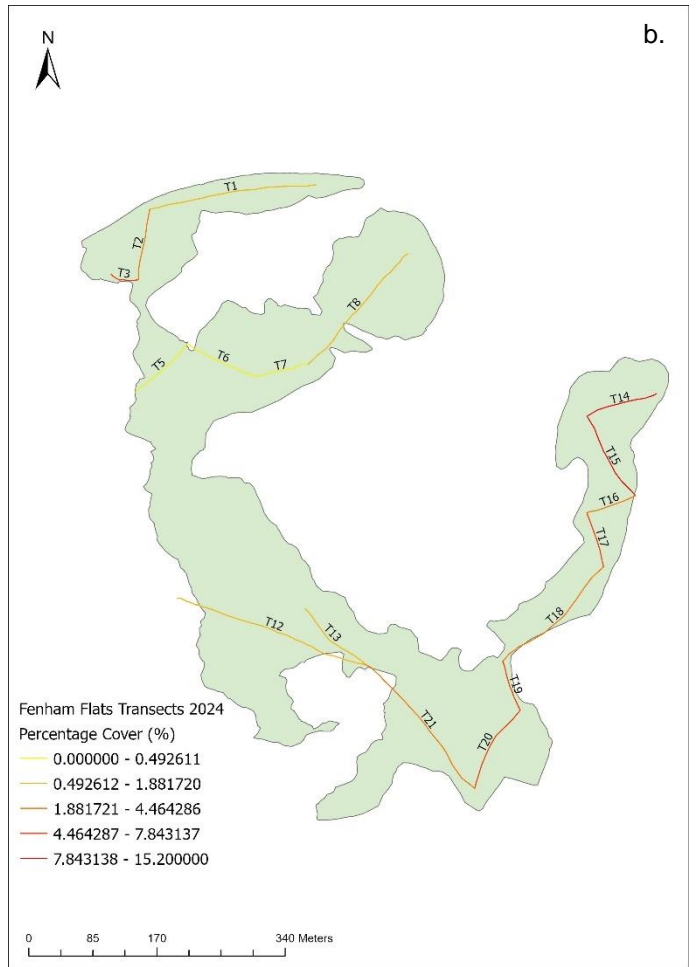 N
b.
T1
T2
T3
T8
T5
T6
T7
T14
T15
T16
T17
T12
T13
T18
T19
T21
T20
Fenham Flats Transects 2024
Percentage Cover (%)
0.000000 - 0.492611
0.492612 - 1.881720
1.881721 - 4.464286
4.464287 - 7.843137
7.843138 - 15.200000
0 85 170 340 Meters